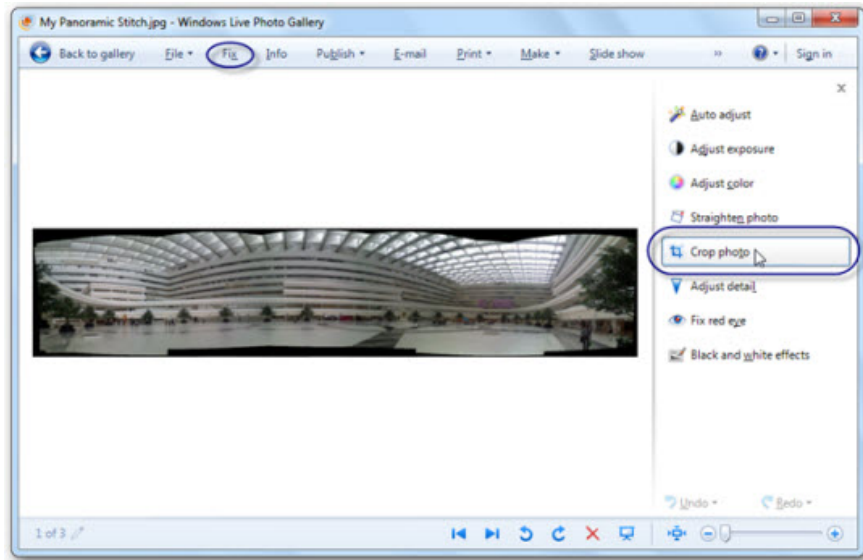 My Panoramic Stitch.jpg - Windows Live Photo Gallery
Back to gallery File Fix Info Publish E-mail Print Make Slide show » Sign in
Auto adjust
Adjust exposure
Adjust color
Straighten photo
Crop photo
Adjust detail
Fix red eye
Black and white effects
Undo Redo
1 of 3